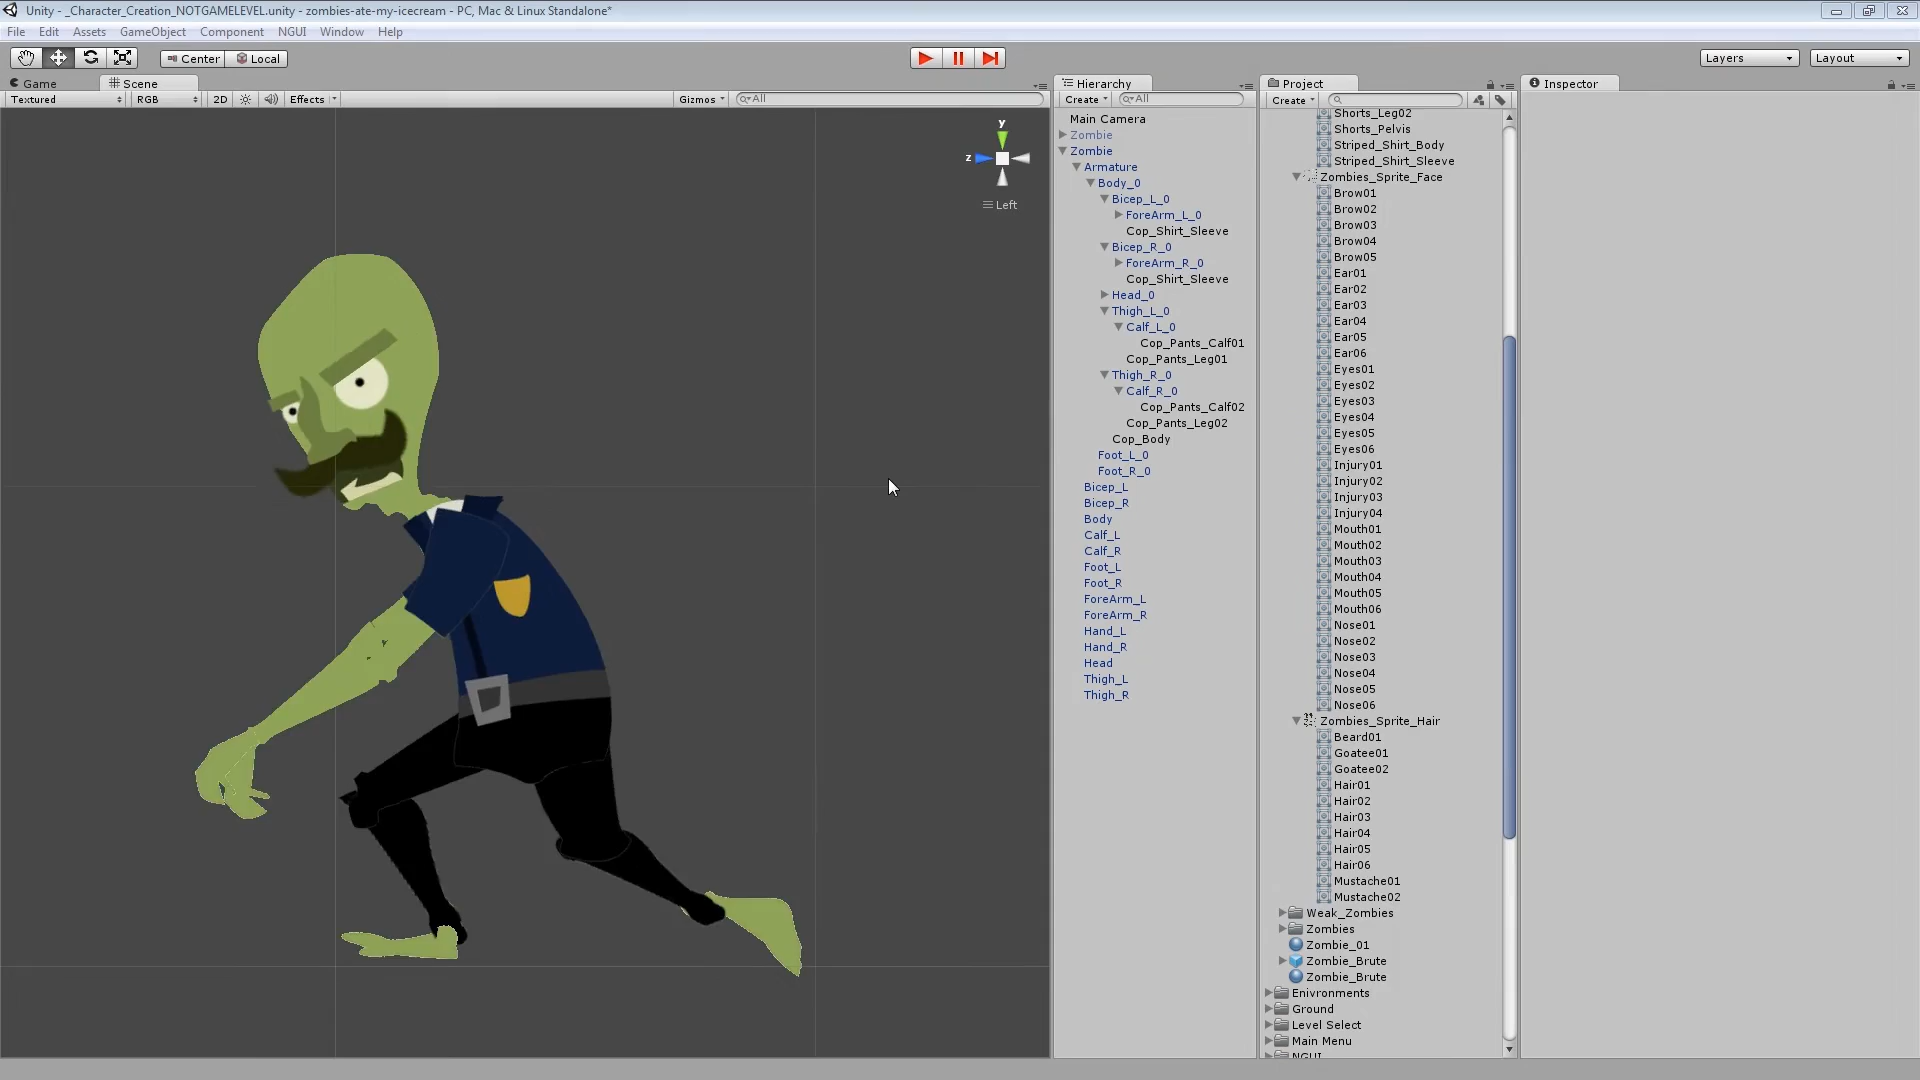 Unity - _Character_Creation_NOTGAMELEVEL.unity - zombies-ate-my-icecream - PC, Mac & Linux Standalone*
File Edit Assets GameObject Component NGUI Window Help
Center Local Layers Layout
Game Scene
Textured RGB 2D Effects Gizmos All
y
z
Left
Hierarchy
Create All
Main Camera
Zombie
Zombie
Armature
Body_0
Bicep_L_0
ForeArm_L_0
Cop_Shirt_Sleeve
Bicep_R_0
ForeArm_R_0
Cop_Shirt_Sleeve
Head_0
Thigh_L_0
Calf_L_0
Cop_Pants_Calf01
Cop_Pants_Leg01
Thigh_R_0
Calf_R_0
Cop_Pants_Calf02
Cop_Pants_Leg02
Cop_Body
Foot_L_0
Foot_R_0
Bicep_L
Bicep_R
Body
Calf_L
Calf_R
Foot_L
Foot_R
ForeArm_L
ForeArm_R
Hand_L
Hand_R
Head
Thigh_L
Thigh_R
Project
Create
Shorts_Leg02
Shorts_Pelvis
Striped_Shirt_Body
Striped_Shirt_Sleeve
Zombies_Sprite_Face
Brow01
Brow02
Brow03
Brow04
Brow05
Ear01
Ear02
Ear03
Ear04
Ear05
Ear06
Eyes01
Eyes02
Eyes03
Eyes04
Eyes05
Eyes06
Injury01
Injury02
Injury03
Injury04
Mouth01
Mouth02
Mouth03
Mouth04
Mouth05
Mouth06
Nose01
Nose02
Nose03
Nose04
Nose05
Nose06
Zombies_Sprite_Hair
Beard01
Goatee01
Goatee02
Hair01
Hair02
Hair03
Hair04
Hair05
Hair06
Mustache01
Mustache02
Weak_Zombies
Zombies
Zombie_01
Zombie_Brute
Zombie_Brute
Enivronments
Ground
Level Select
Main Menu
NGUI
Inspector